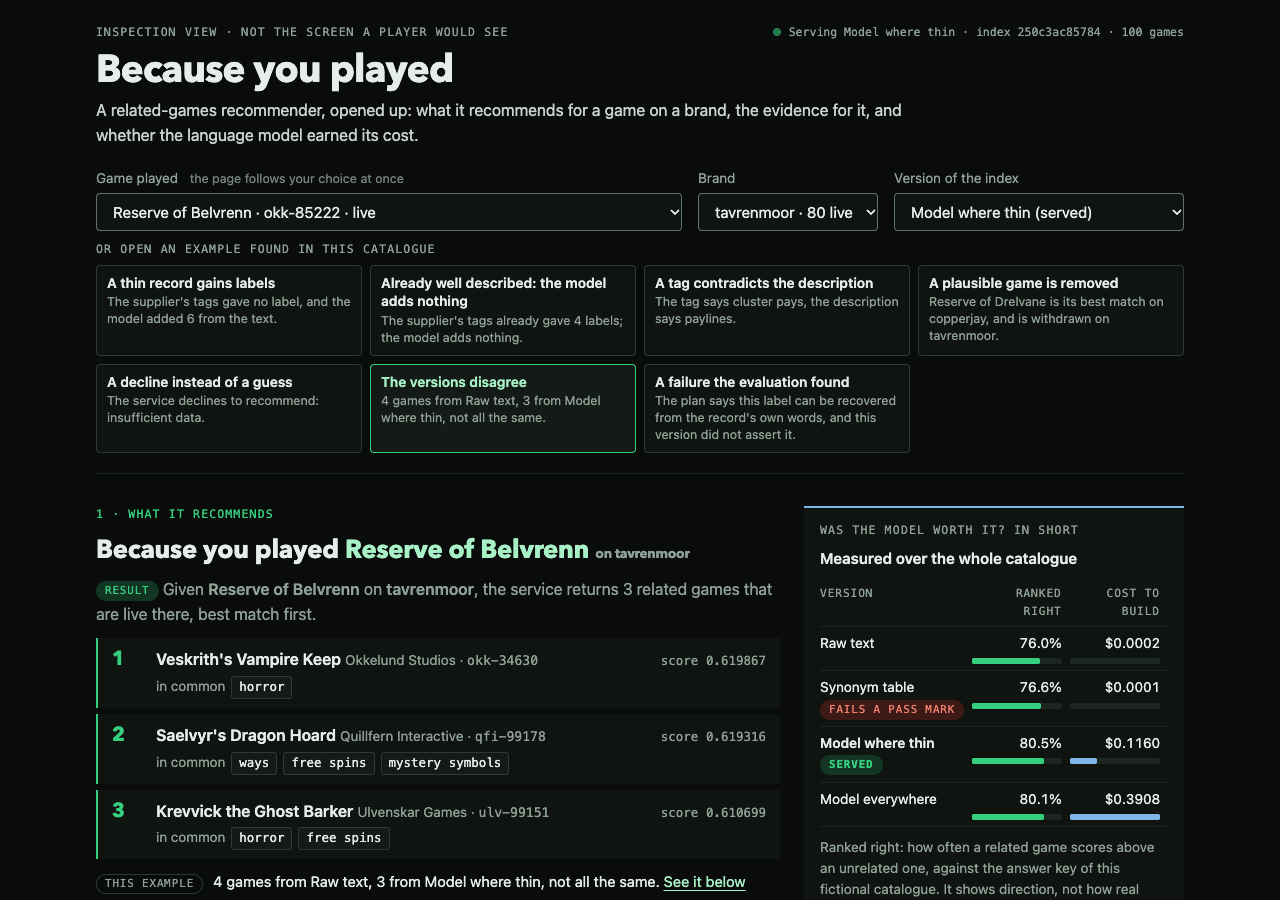 INSPECTION VIEW · NOT THE SCREEN A PLAYER WOULD SEE
Serving Model where thin · index 250c3ac85784 · 100 games
Because you played
A related-games recommender, opened up: what it recommends for a game on a brand, the evidence for it, and
whether the language model earned its cost.
Game played the page follows your choice at once
Brand
Version of the index
Reserve of Belvrenn · okk-85222 · live
tavrenmoor · 80 live
Model where thin (served)
OR OPEN AN EXAMPLE FOUND IN THIS CATALOGUE
A thin record gains labels
The supplier's tags gave no label, and the
model added 6 from the text.
Already well described: the model
adds nothing
The supplier's tags already gave 4 labels;
the model adds nothing.
A tag contradicts the description
The tag says cluster pays, the description
says paylines.
A plausible game is removed
Reserve of Drelvane is its best match on
copperjay, and is withdrawn on
tavrenmoor.
A decline instead of a guess
The service declines to recommend:
insufficient data.
The versions disagree
4 games from Raw text, 3 from Model
where thin, not all the same.
A failure the evaluation found
The plan says this label can be recovered
from the record's own words, and this
version did not assert it.
1 · WHAT IT RECOMMENDS
Because you played Reserve of Belvrenn on tavrenmoor
RESULT Given Reserve of Belvrenn on tavrenmoor, the service returns 3 related games that
are live there, best match first.
1 Veskrith's Vampire Keep Okkelund Studios · okk-34630 score 0.619867
in common horror
2 Saelvyr's Dragon Hoard Quillfern Interactive · qfi-99178 score 0.619316
in common ways free spins mystery symbols
3 Krevvick the Ghost Barker Ulvenskar Games · ulv-99151 score 0.610699
in common horror free spins
THIS EXAMPLE 4 games from Raw text, 3 from Model where thin, not all the same. See it below
WAS THE MODEL WORTH IT? IN SHORT
Measured over the whole catalogue
VERSION RANKED COST TO
RIGHT BUILD
Raw text 76.0% $0.0002
Synonym table 76.6% $0.0001
FAILS A PASS MARK
Model where thin 80.5% $0.1160
SERVED
Model everywhere 80.1% $0.3908
Ranked right: how often a related game scores above
an unrelated one, against the answer key of this
fictional catalogue. It shows direction, not how real